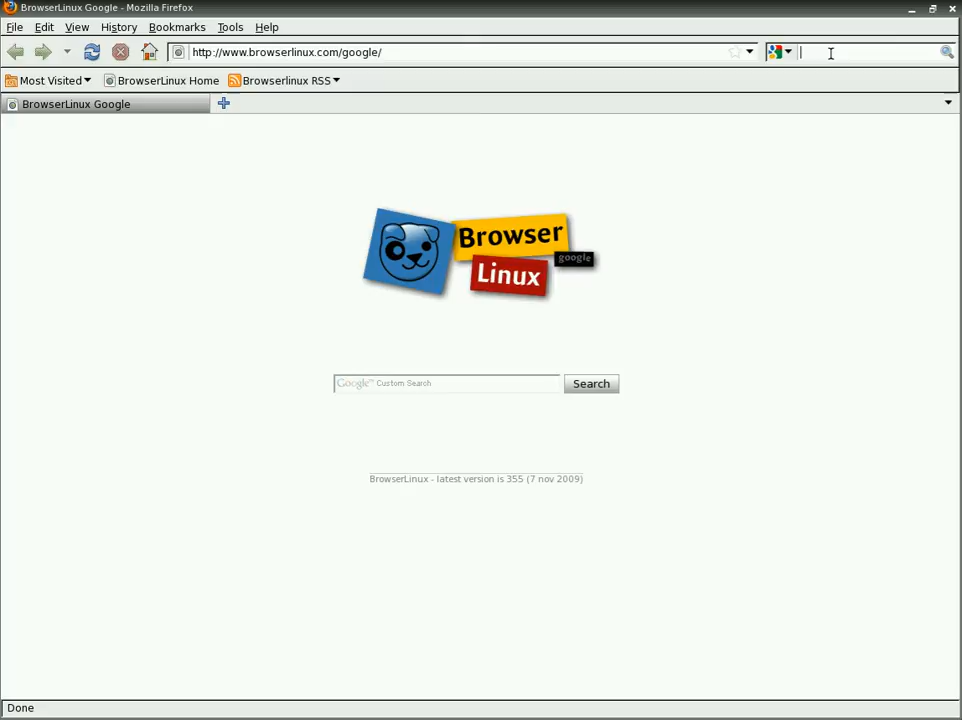 BrowserLinux Google - Mozilla Firefox
File Edit View History Bookmarks Tools Help
http://www.browserlinux.com/google/
Most Visited BrowserLinux Home Browserlinux RSS
BrowserLinux Google
Browser
google
Linux
Google™ Custom Search Search
BrowserLinux - latest version is 355 (7 nov 2009)
Done